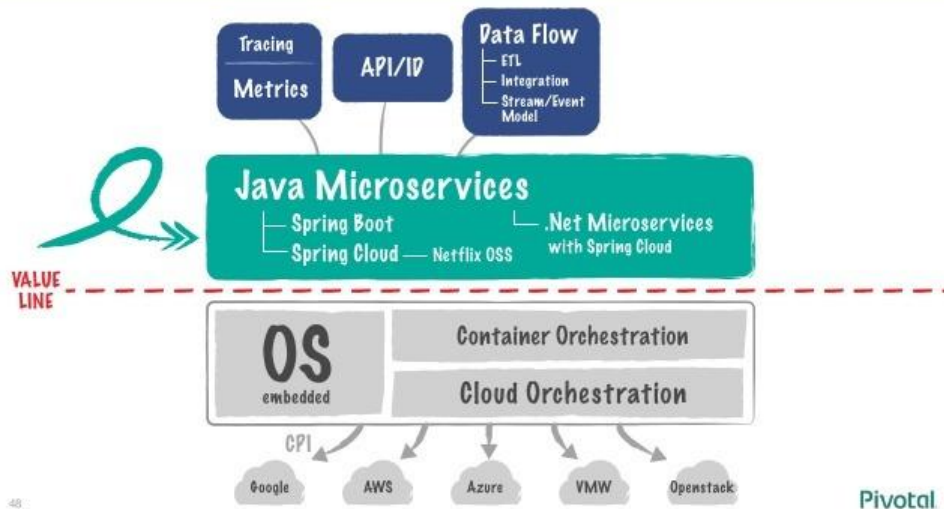 Tracing
Metrics
API/ID
Data Flow
ETL
Integration
Stream/Event
Model
Java Microservices
Spring Boot
Spring Cloud
Netflix OSS
.Net Microservices
with Spring Cloud
VALUE
LINE
OS
embedded
Container Orchestration
Cloud Orchestration
CPI
Google
AWS
Azure
VMW
Openstack
48
Pivotal